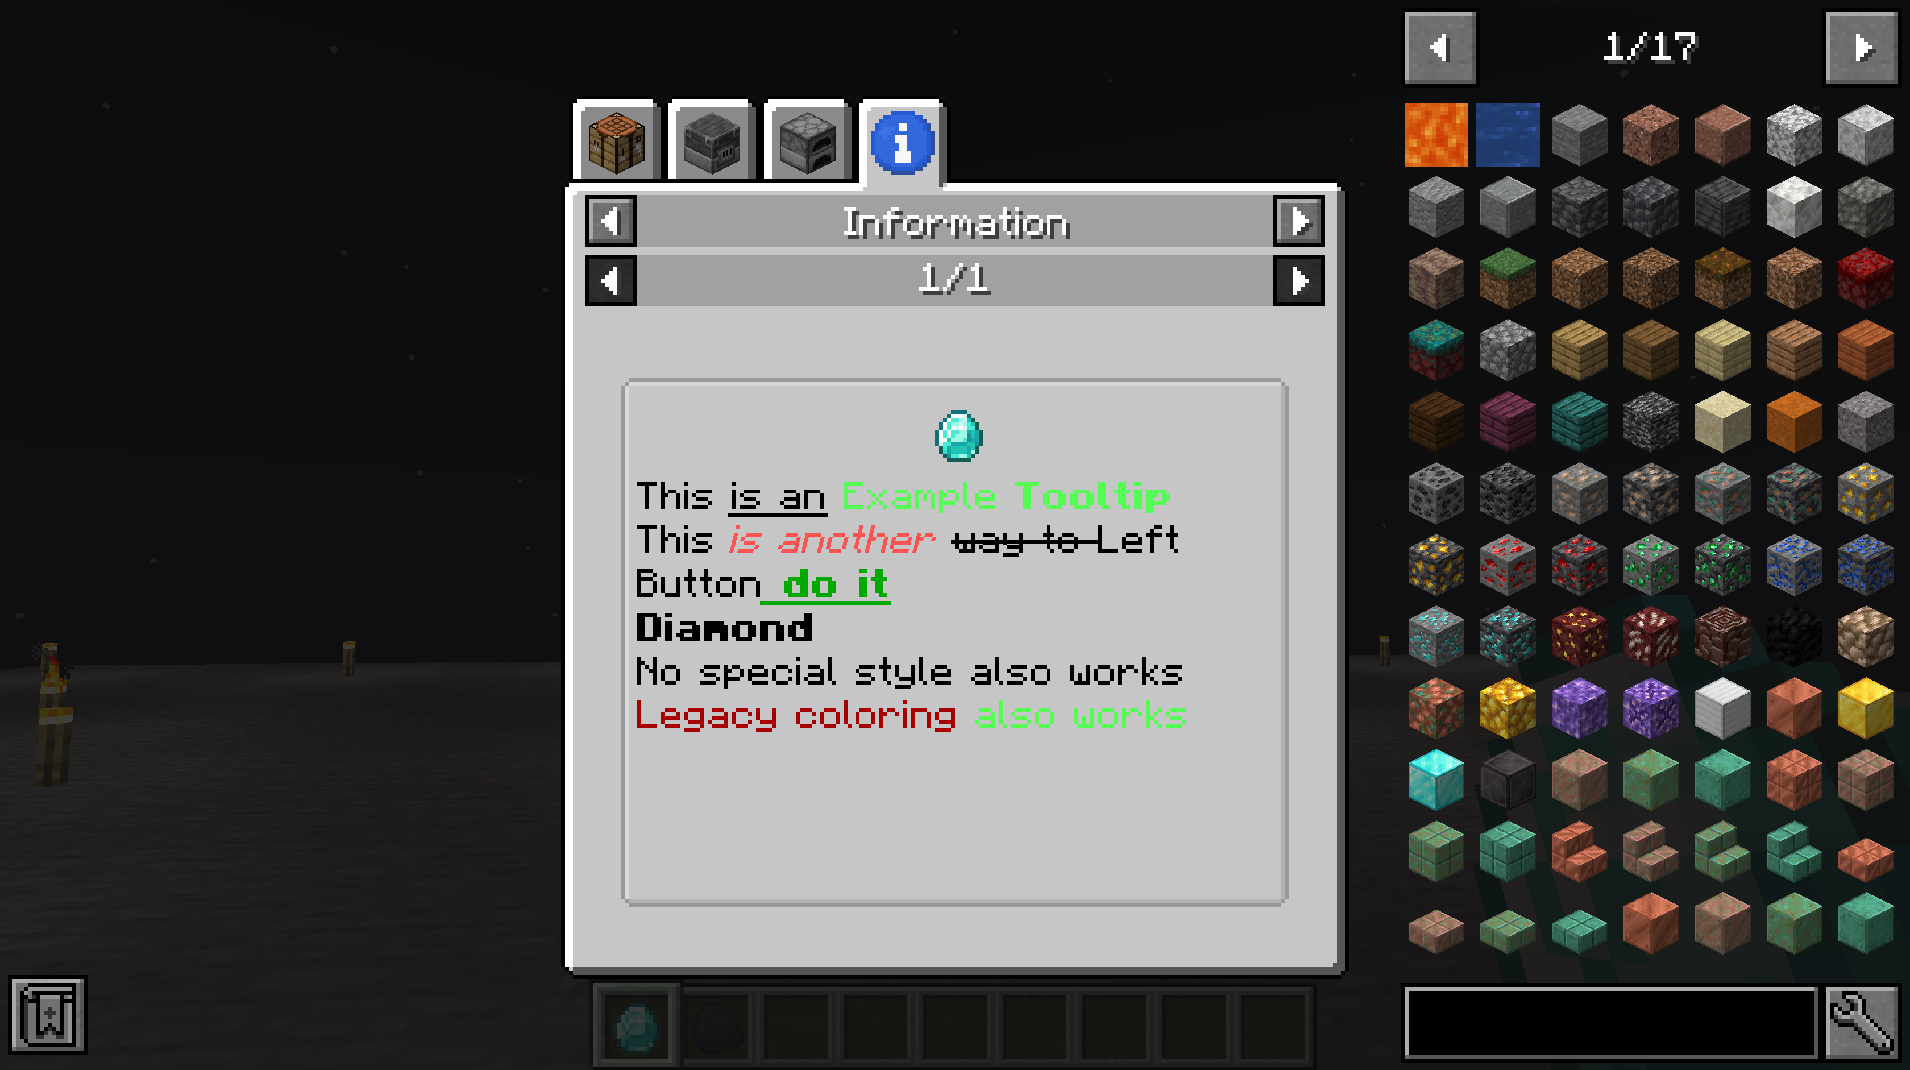 1/17
Information
1/1
This is an Example Tooltip
This is another way to Left
Button do it
Diamond
No special style also works
Legacy coloring also works